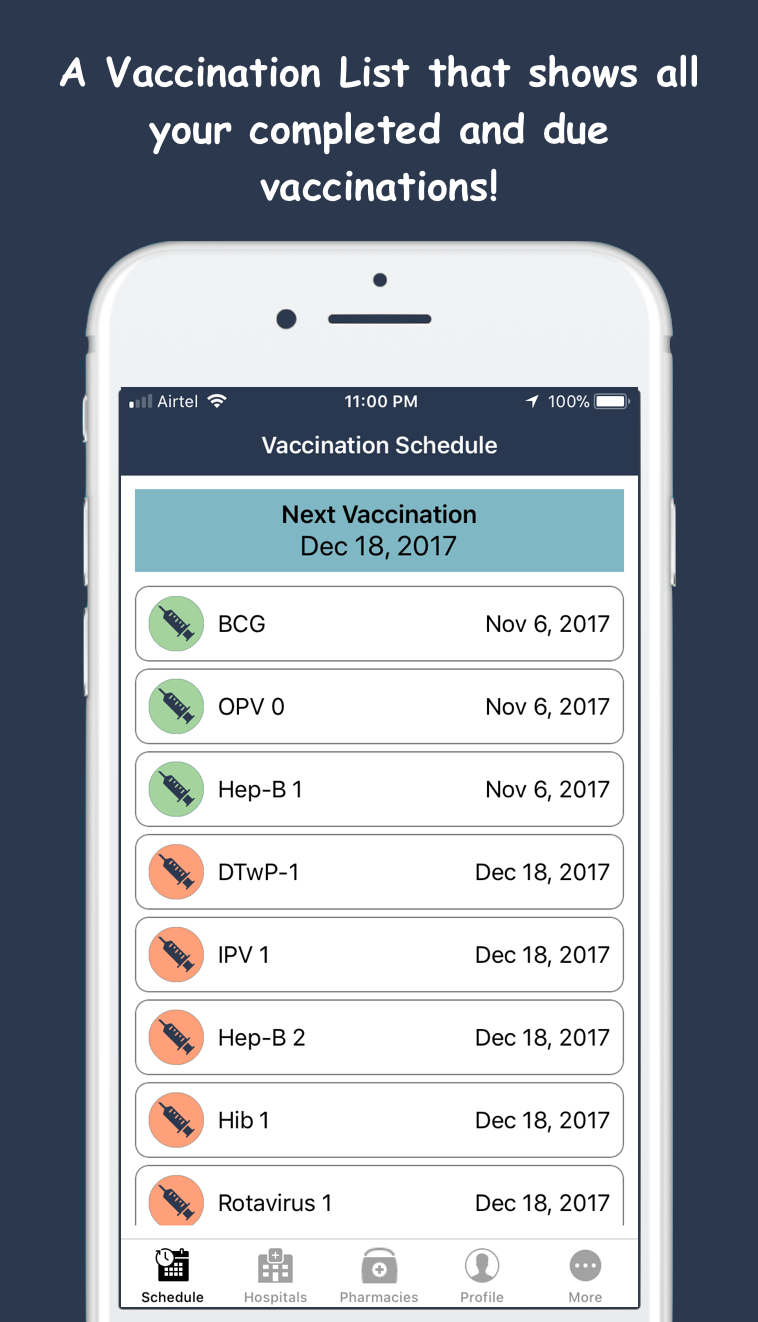 A Vaccination List that shows all
your completed and due
vaccinations!
Airtel 11:00 PM 100%
Vaccination Schedule
Next Vaccination
Dec 18, 2017
BCG Nov 6, 2017
OPV 0 Nov 6, 2017
Hep-B 1 Nov 6, 2017
DTwP-1 Dec 18, 2017
IPV 1 Dec 18, 2017
Hep-B 2 Dec 18, 2017
Hib 1 Dec 18, 2017
Rotavirus 1 Dec 18, 2017
Schedule Hospitals Pharmacies Profile More